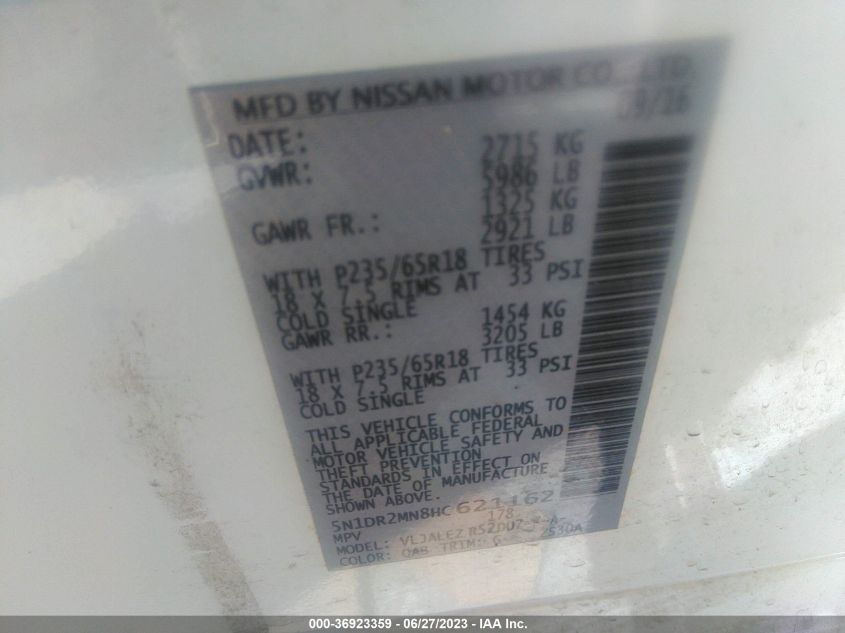 MFD BY NISSAN MOTOR CO., LTD.
DATE: 09/16
GVWR: 2715 KG
5986 LB
GAWR FR.: 1325 KG
2921 LB
WITH P235/65R18 TIRES
18 X 7.5 RIMS AT 33 PSI
COLD SINGLE
GAWR RR.: 1454 KG
3205 LB
WITH P235/65R18 TIRES
18 X 7.5 RIMS AT 33 PSI
COLD SINGLE
THIS VEHICLE CONFORMS TO
ALL APPLICABLE FEDERAL
MOTOR VEHICLE SAFETY AND
THEFT PREVENTION
STANDARDS IN EFFECT ON
THE DATE OF MANUFACTURE
SHOWN ABOVE.
5N1DR2MN8HC621162
MPV 178
MODEL:
COLOR: QAB TRIM: G
000-36923359 - 06/27/2023 - IAA Inc.